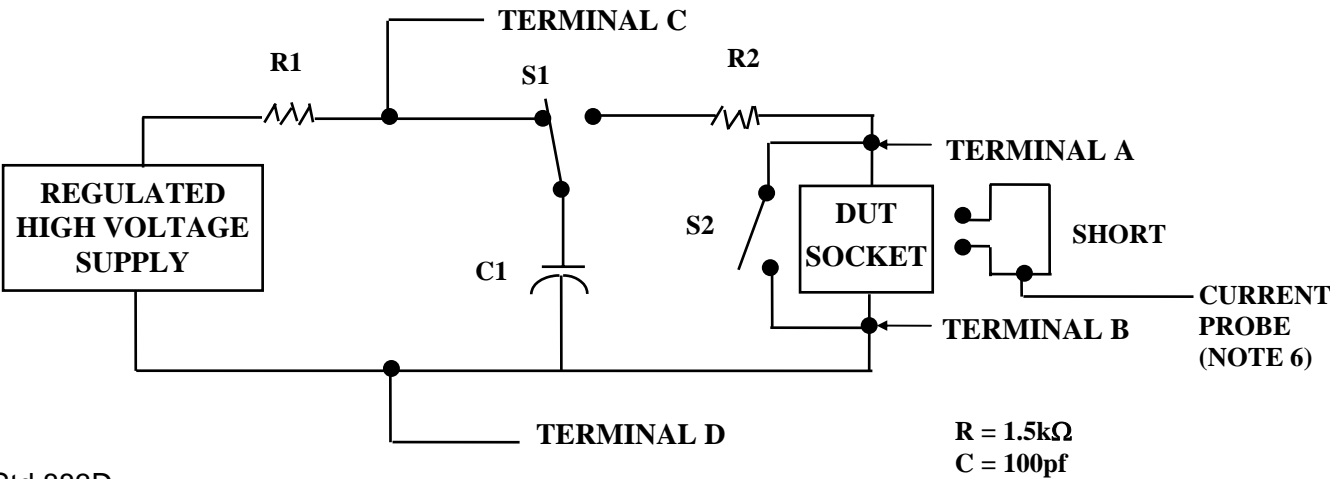 TERMINAL C
R1
S1
R2
TERMINAL A
REGULATED
HIGH VOLTAGE
SUPPLY
S2
DUT
SOCKET
SHORT
C1
CURRENT
PROBE
(NOTE 6)
TERMINAL B
TERMINAL D
R = 1.5kΩ
C = 100pf